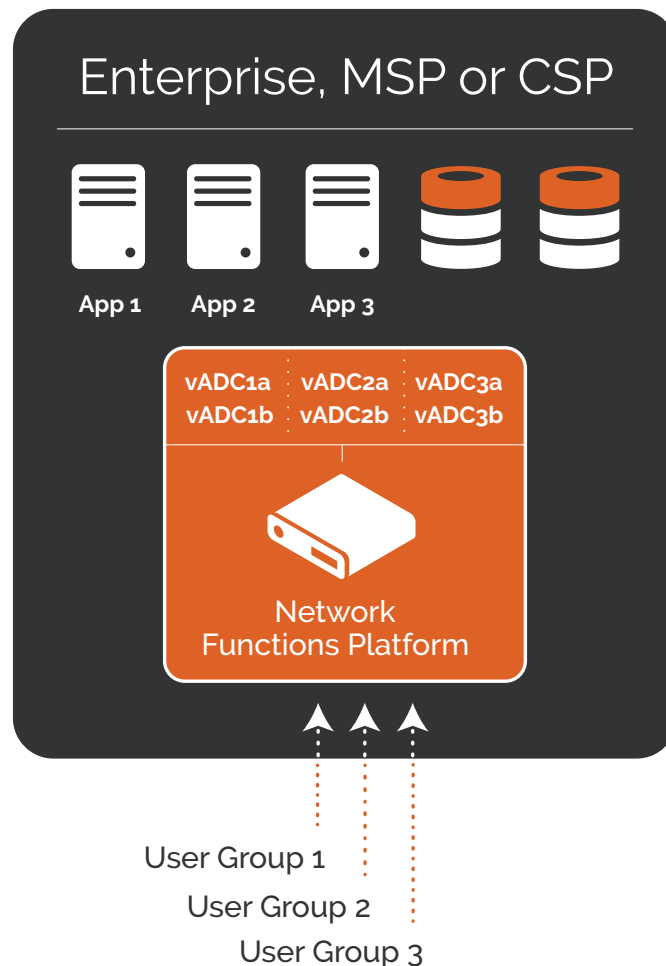 Enterprise, MSP or CSP
App 1 App 2 App 3
vADC1a vADC2a vADC3a
vADC1b vADC2b vADC3b
Network
Functions Platform
User Group 1
User Group 2
User Group 3